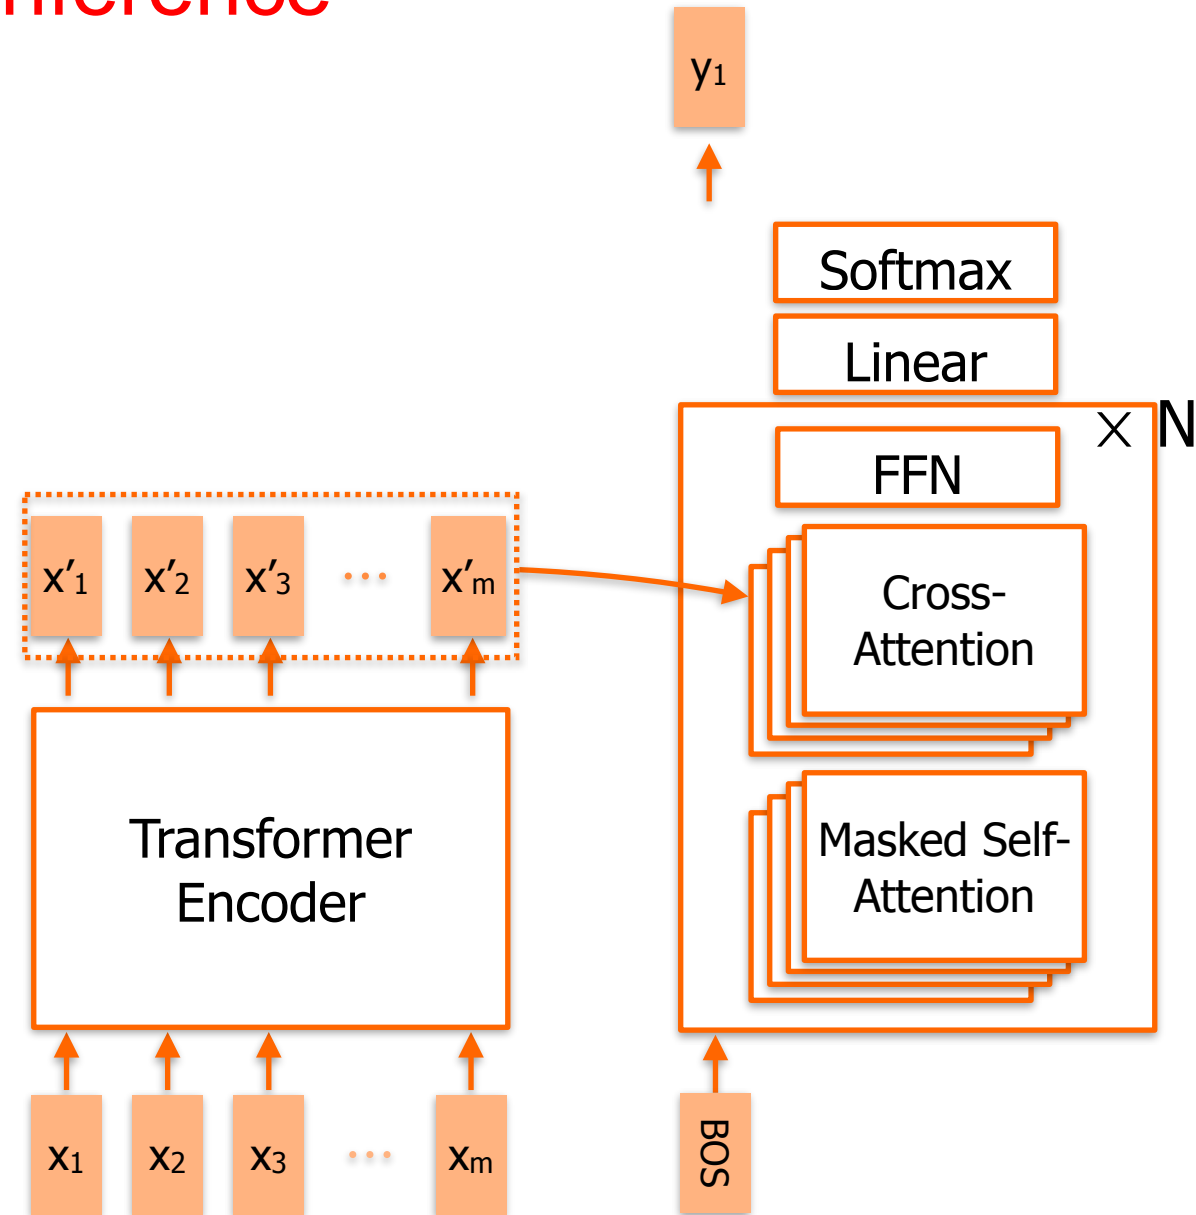 nference
y1
Softmax
Linear
× N
FFN
x′1 x′2 x′3 ··· x′m
Cross-
Attention
Transformer
Encoder
Masked Self-
Attention
x1 x2 x3 ··· xm
BOS